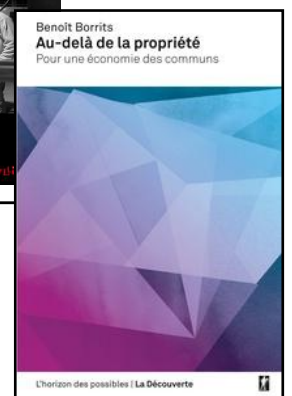 Benoît Borrits
Au-delà de la propriété
Pour une économie des communs
L'horizon des possibles | La Découverte